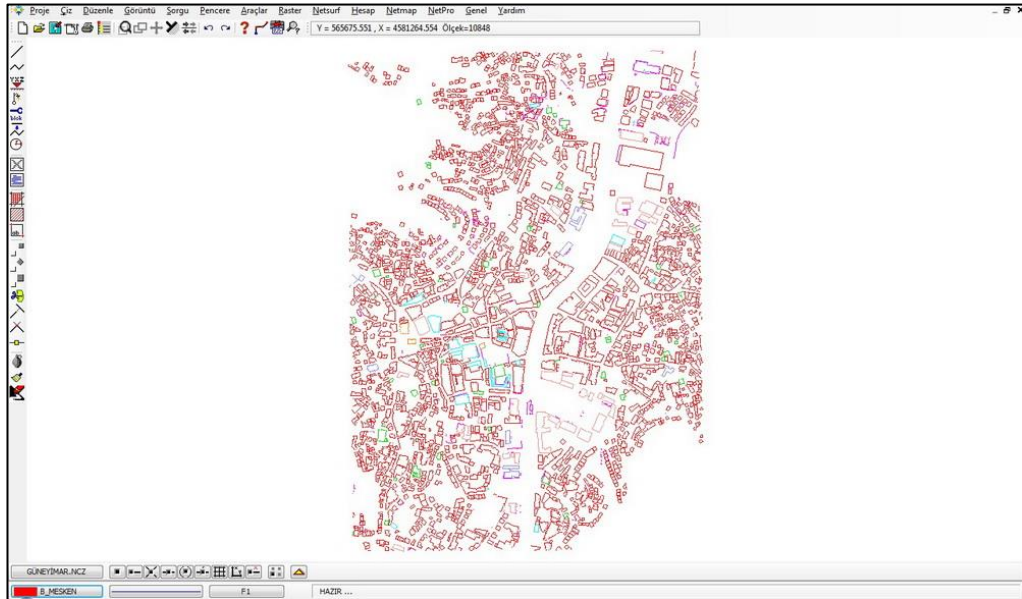 Proje Çiz Düzenle Görüntü Sorgu Pencere Araçlar Raster Netsurf Hesap Netmap NetPro Genel Yardım
Y = 565675.551 , X = 4581264.554 Ölçek=10848
blok
GÜNEYİMAR.NCZ
B_MESKEN F1 HAZIR ...